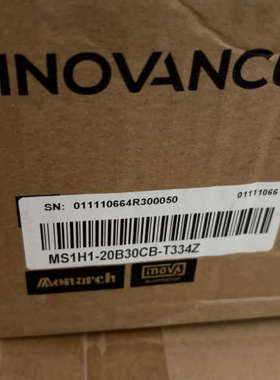 INOVANC
SN: 011110664R300050
01111066
MS1H1-20B30CB-T334Z
Monarch
INOVA